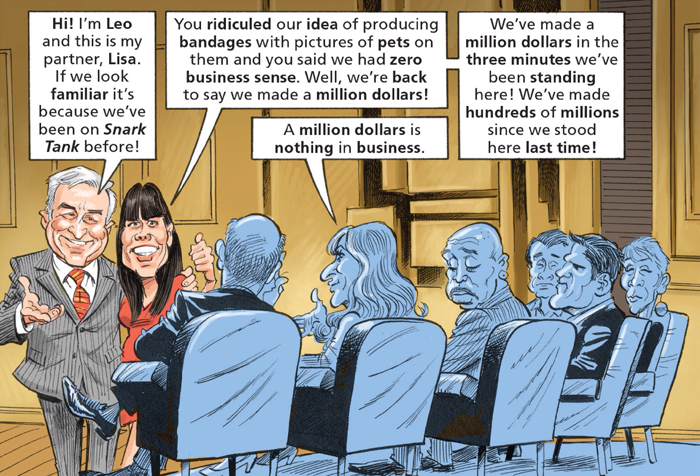 Hi! I'm Leo
and this is my
partner, Lisa.
If we look
familiar it's
because we've
been on Snark
Tank before!
You ridiculed our idea of producing
bandages with pictures of pets on
them and you said we had zero
business sense. Well, we're back
to say we made a million dollars!
A million dollars is
nothing in business.
We've made a
million dollars in the
three minutes we've
been standing
here! We've made
hundreds of millions
since we stood
here last time!